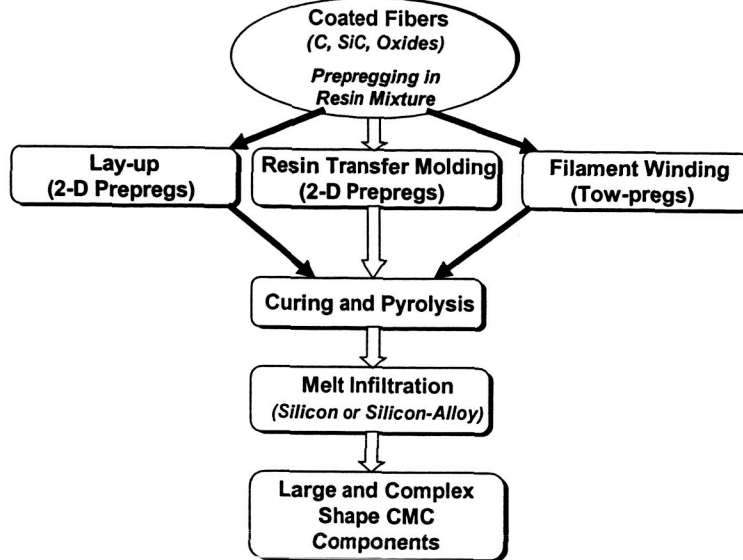 Coated Fibers
(C, SiC, Oxides)
Prepregging in
Resin Mixture
Lay-up
(2-D Prepregs)
Resin Transfer Molding
(2-D Prepregs)
Filament Winding
(Tow-pregs)
Curing and Pyrolysis
Melt Infiltration
(Silicon or Silicon-Alloy)
Large and Complex
Shape CMC
Components